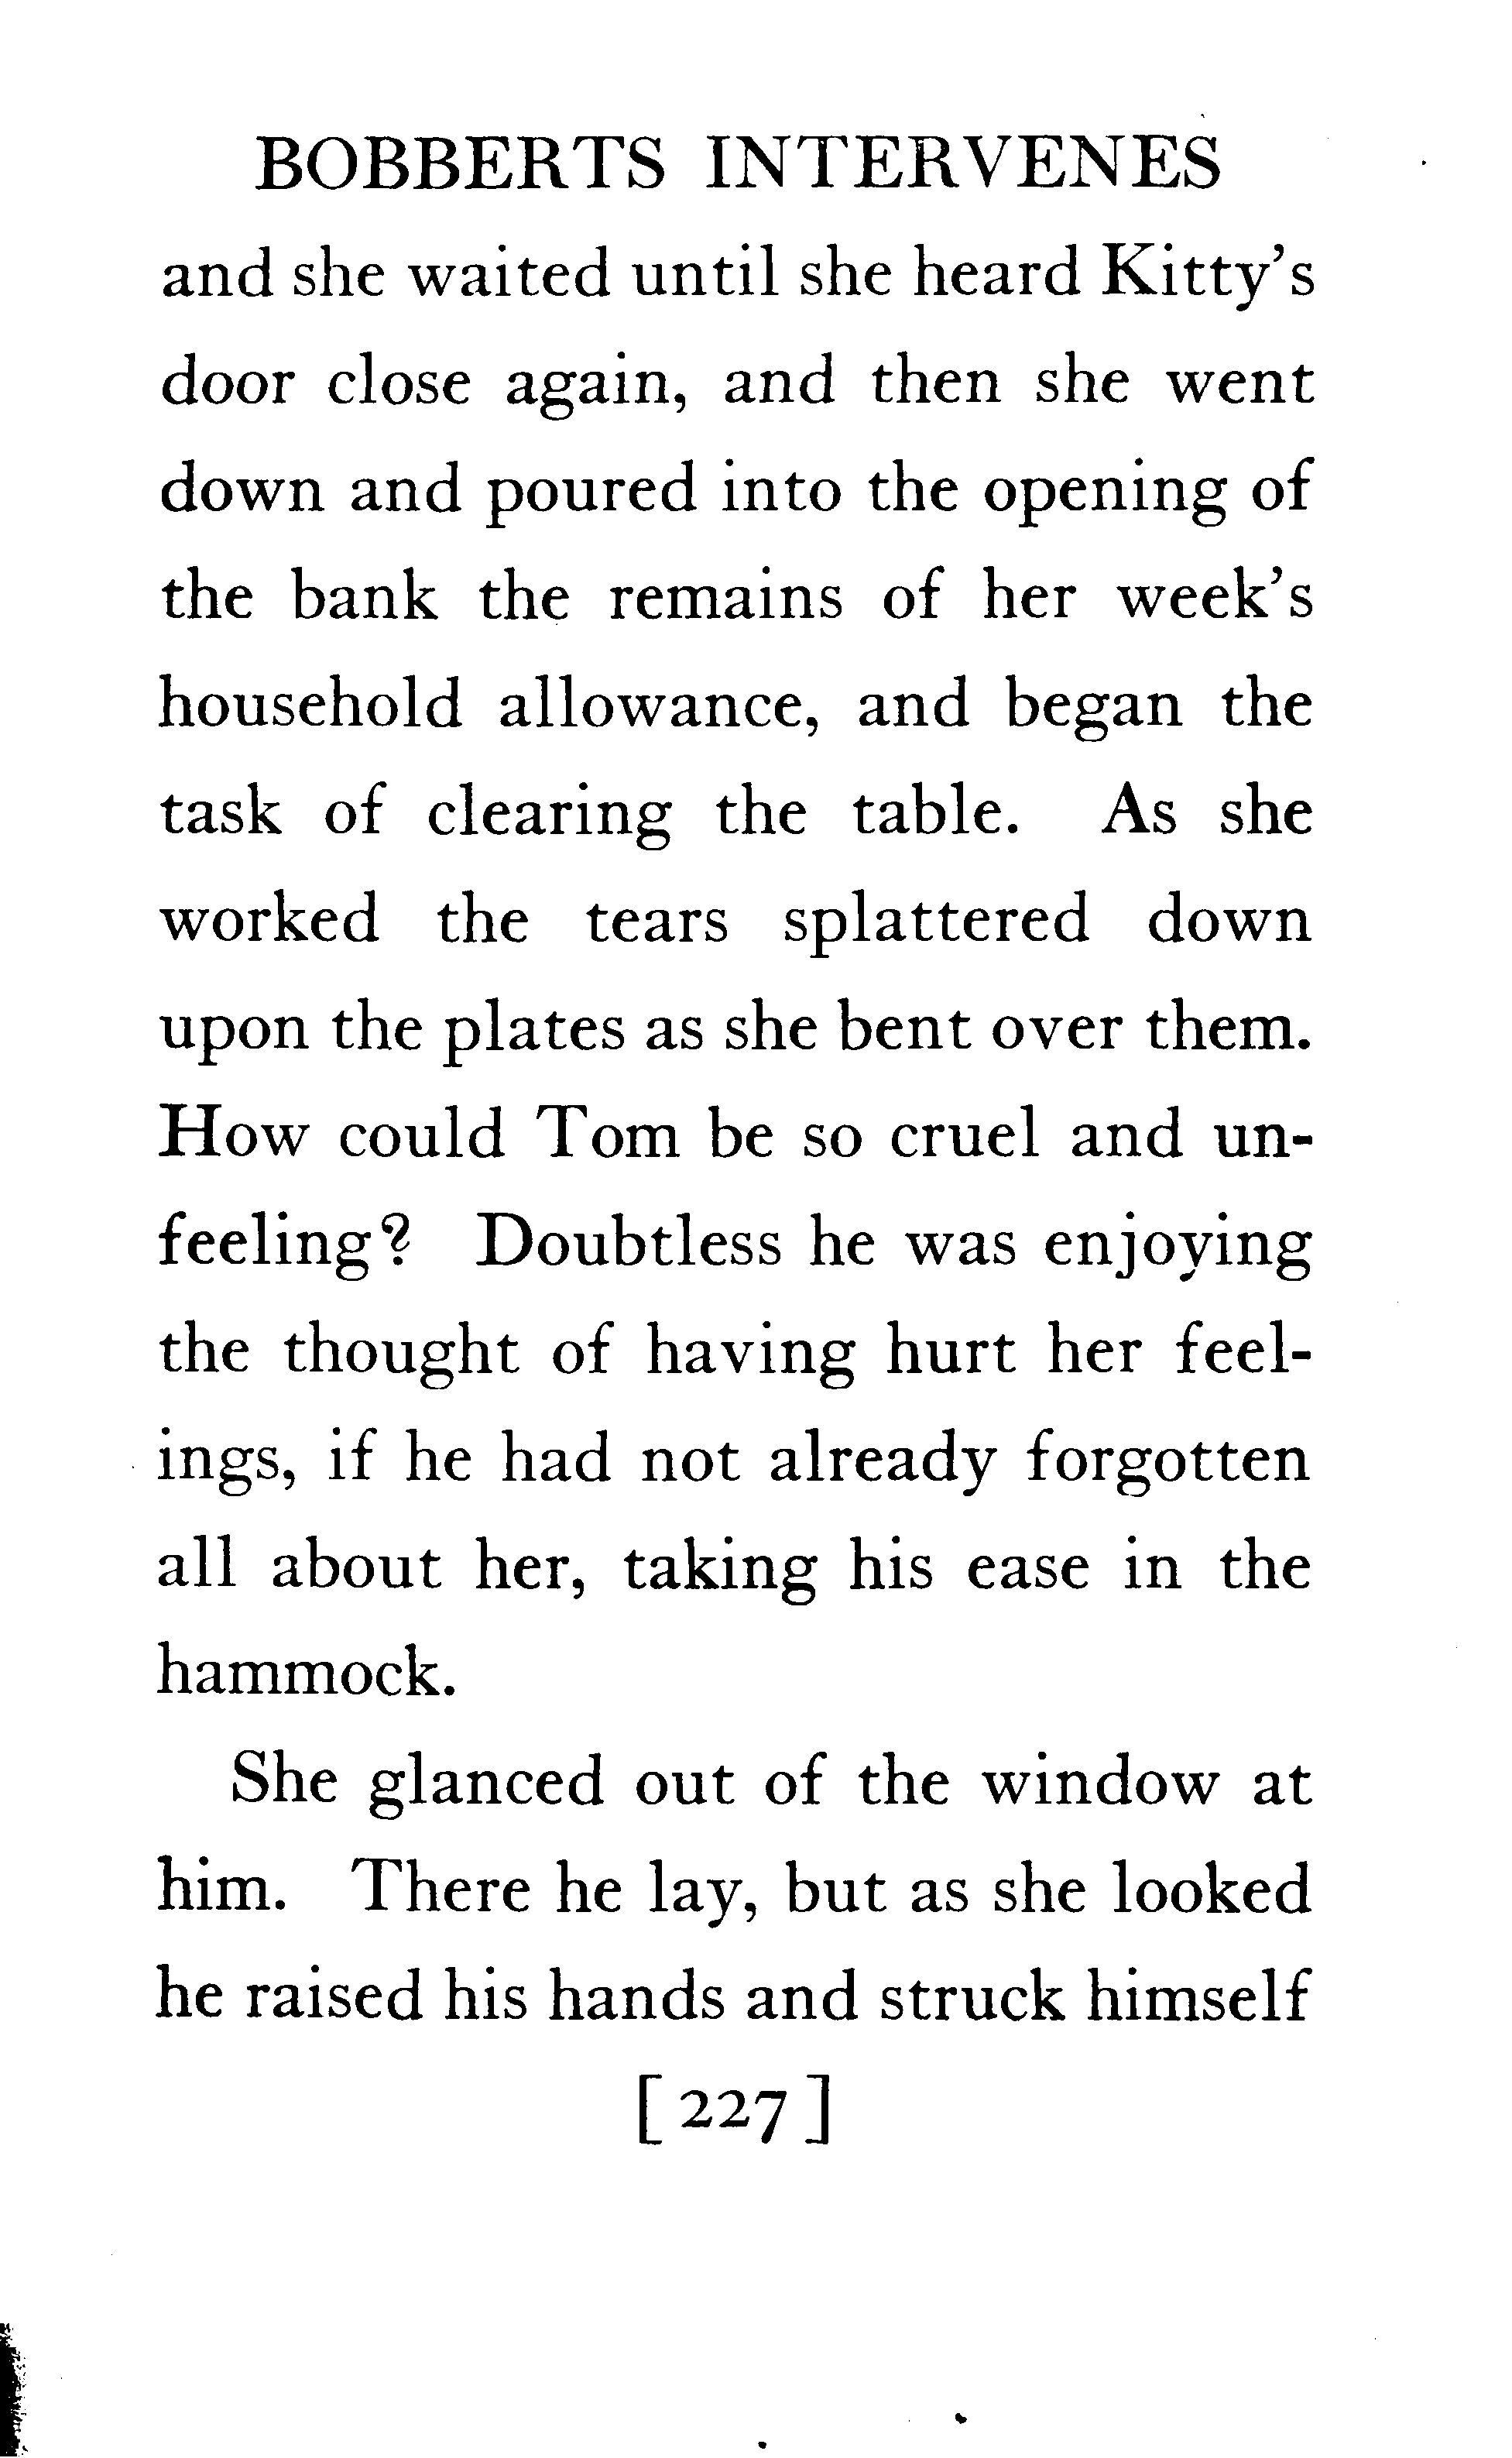 BOBBERTS INTERVENES
and she waited until she heard Kitty's
door close again, and then she went
down and poured into the opening of
the bank the remains of her week's
household allowance, and began the
task of clearing the table. As she
worked the tears splattered down
upon the plates as she bent over them.
How could Tom be so cruel and un-
feeling? Doubtless he was enjoying
the thought of having hurt her feel-
ings, if he had not already forgotten
all about her, taking his ease in the
hammock.
She glanced out of the window at
him. There he lay, but as she looked
he raised his hands and struck himself
[227]